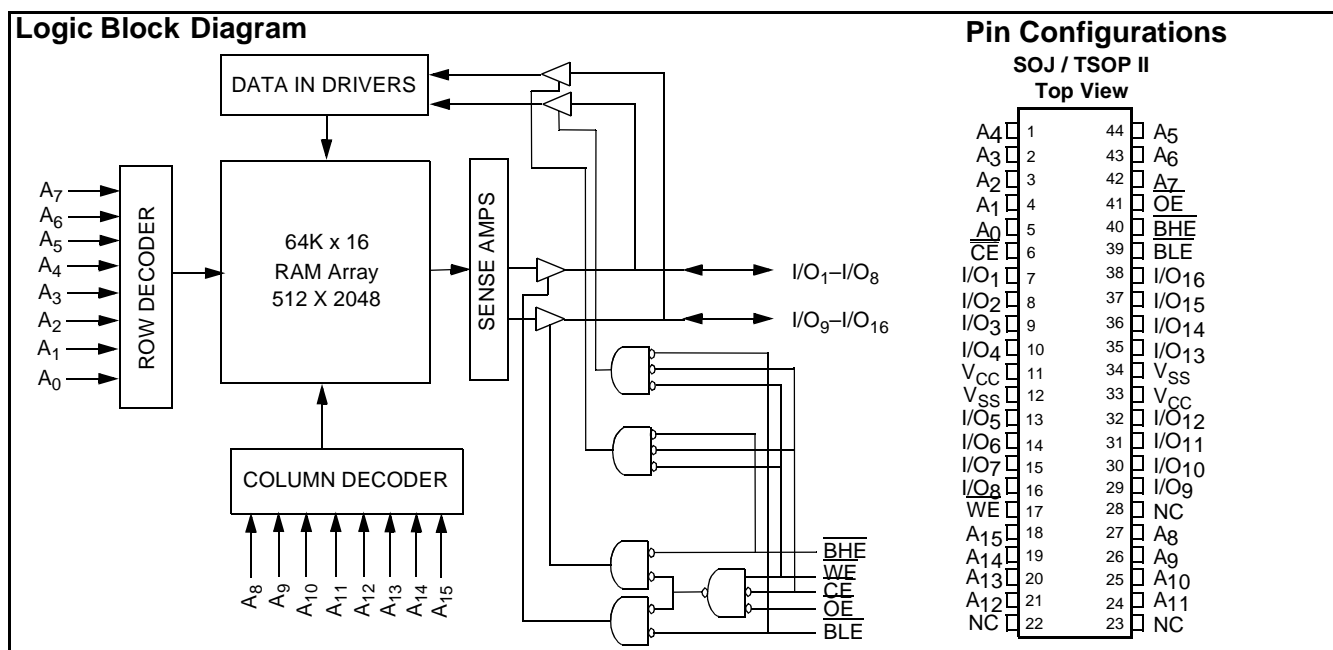 Logic Block Diagram
DATA IN DRIVERS
A7
A6
A5
A4
A3
A2
A1
A0
ROW DECODER
64K x 16
RAM Array
512 X 2048
SENSE AMPS
I/O1–I/O8
I/O9–I/O16
COLUMN DECODER
A8
A9
A10
A11
A12
A13
A14
A15
BHE
WE
CE
OE
BLE
Pin Configurations
SOJ / TSOP II
Top View
A4 1 44 A5
A3 2 43 A6
A2 3 42 A7
A1 4 41 OE
A0 5 40 BHE
CE 6 39 BLE
I/O1 7 38 I/O16
I/O2 8 37 I/O15
I/O3 9 36 I/O14
I/O4 10 35 I/O13
VCC 11 34 VSS
VSS 12 33 VCC
I/O5 13 32 I/O12
I/O6 14 31 I/O11
I/O7 15 30 I/O10
I/O8 16 29 I/O9
WE 17 28 NC
A15 18 27 A8
A14 19 26 A9
A13 20 25 A10
A12 21 24 A11
NC 22 23 NC